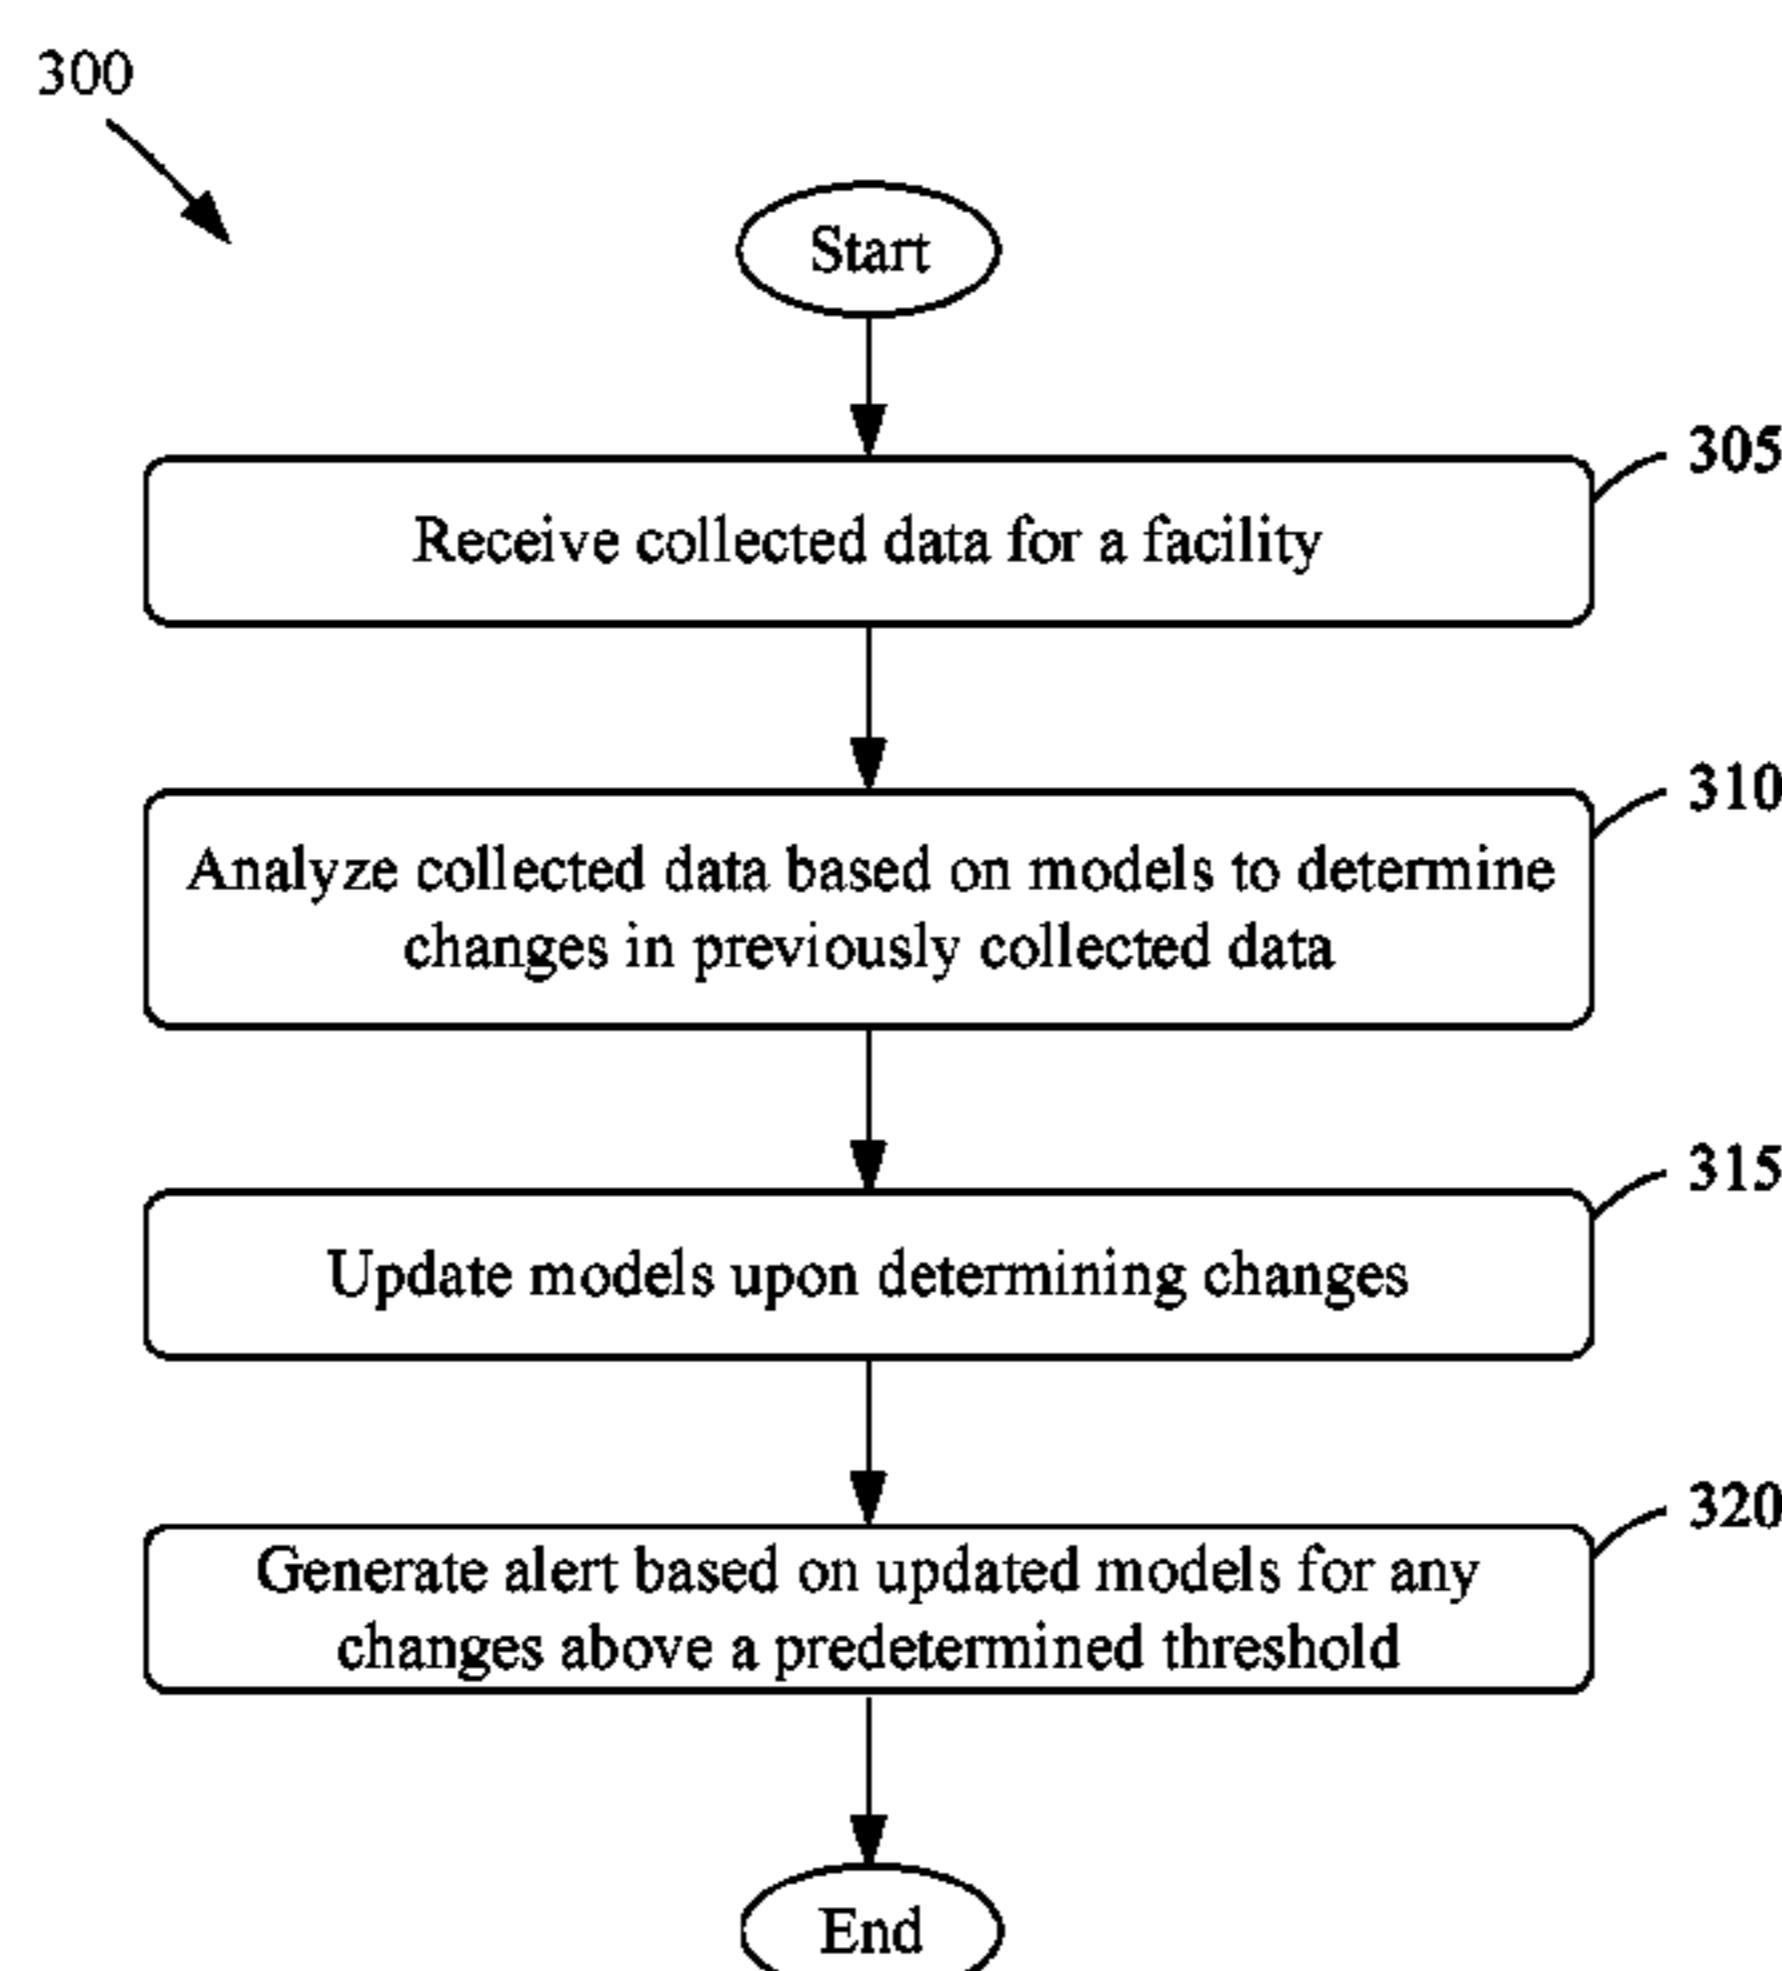 300
Start
305
Receive collected data for a facility
310
Analyze collected data based on models to determine
changes in previously collected data
315
Update models upon determining changes
320
Generate alert based on updated models for any
changes above a predetermined threshold
End